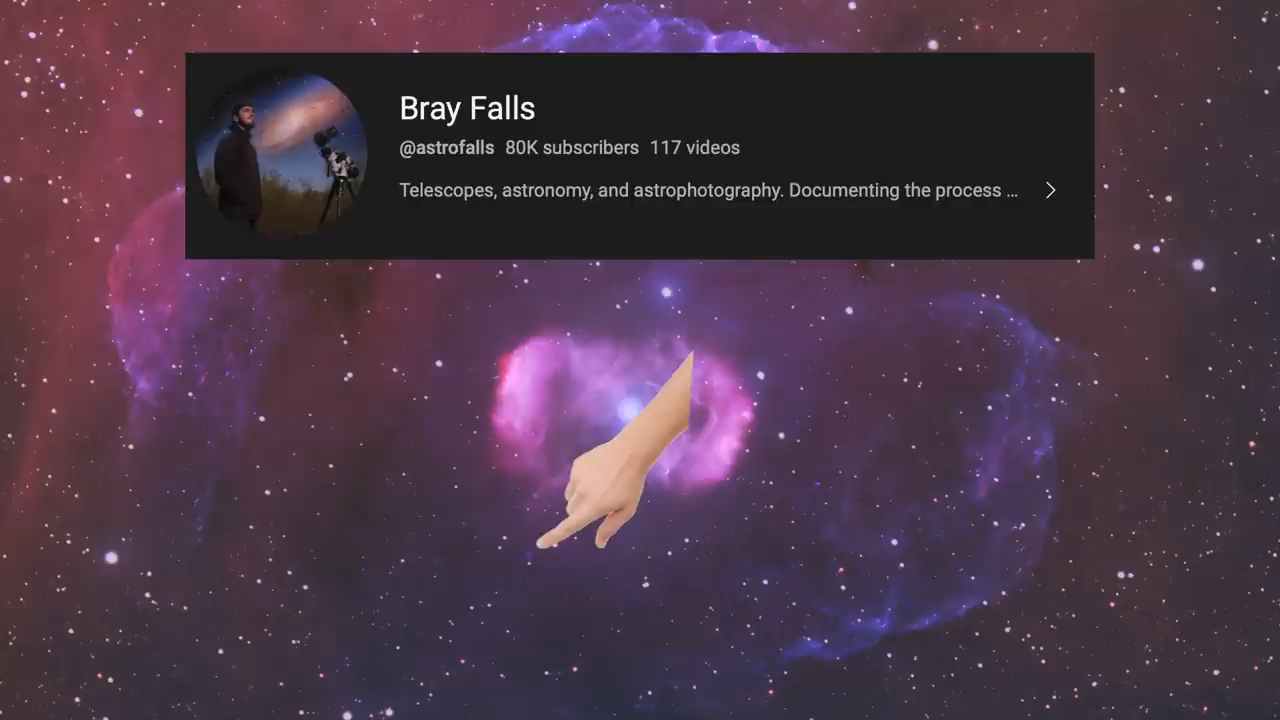 Bray Falls
@astrofalls 80K subscribers 117 videos
Telescopes, astronomy, and astrophotography. Documenting the process ...